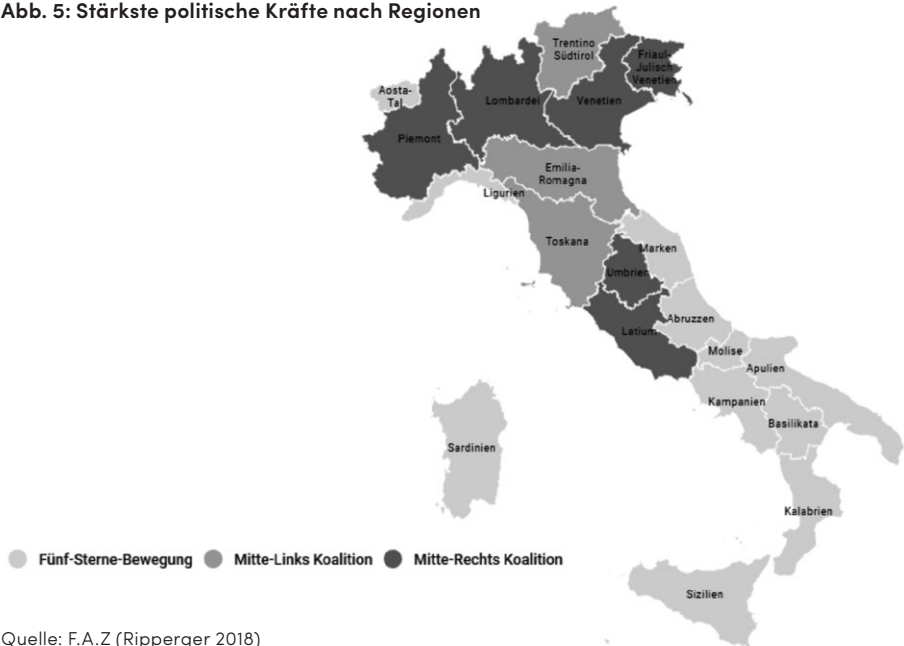 Abb. 5: Stärkste politische Kräfte nach Regionen
Trentino
Südtirol
Friaul-
Julisch
Venetien
Aosta-
Tal
Lombardei
Venetien
Piemont
Emilia-
Romagna
Ligurien
Toskana
Marken
Umbrien
Abruzzen
Latium
Molise
Apulien
Kampanien
Basilikata
Sardinien
Kalabrien
Fünf-Sterne-Bewegung Mitte-Links Koalition Mitte-Rechts Koalition
Sizilien
Quelle: F.A.Z (Ripperger 2018)